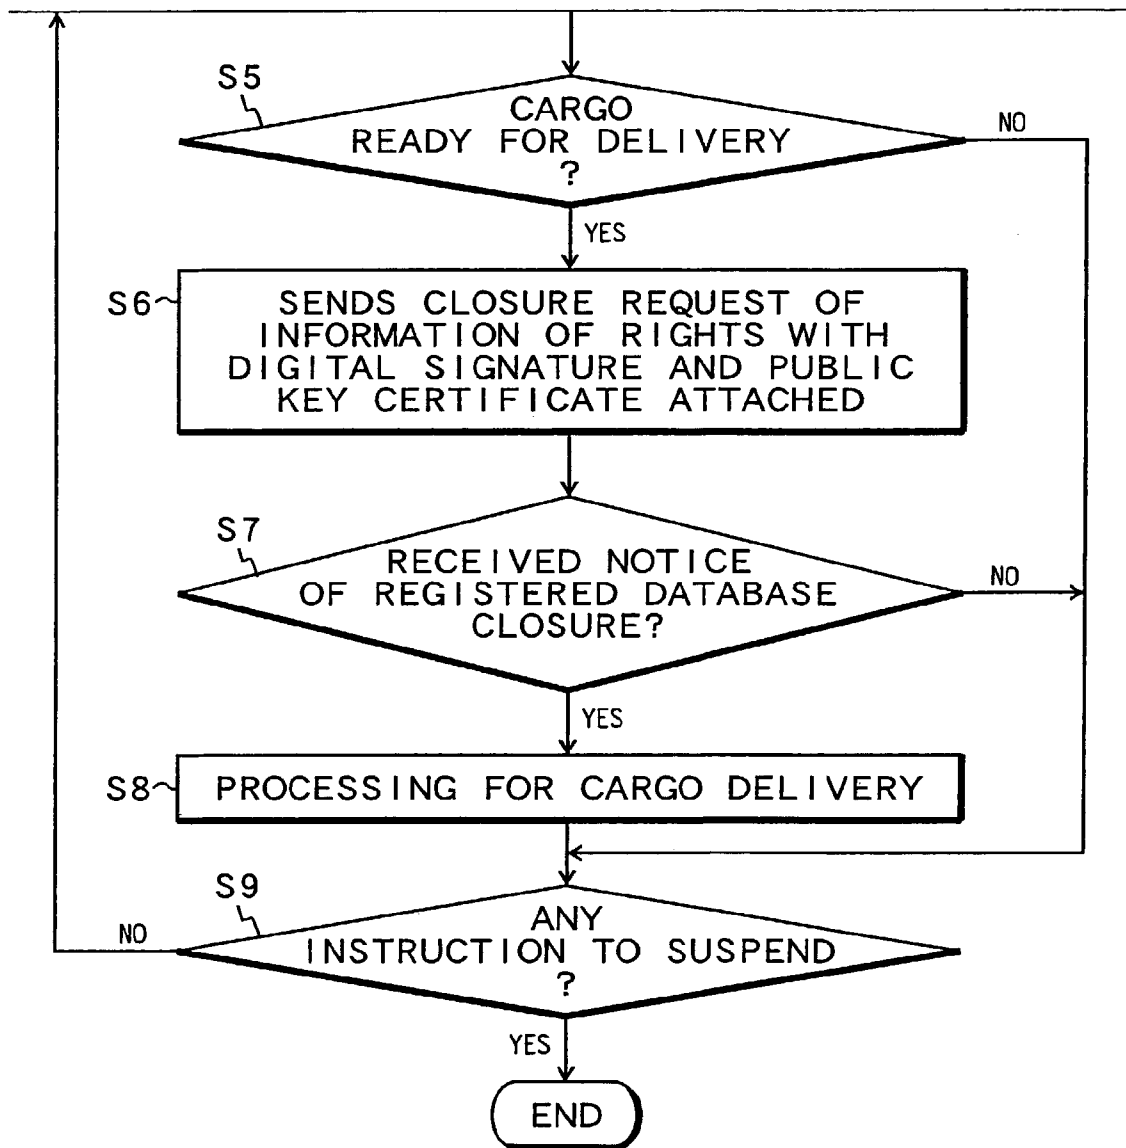 S5
CARGO
READY FOR DELIVERY
?
NO
YES
S6
SENDS CLOSURE REQUEST OF
INFORMATION OF RIGHTS WITH
DIGITAL SIGNATURE AND PUBLIC
KEY CERTIFICATE ATTACHED
S7
RECEIVED NOTICE
OF REGISTERED DATABASE
CLOSURE?
NO
YES
S8
PROCESSING FOR CARGO DELIVERY
S9
ANY
INSTRUCTION TO SUSPEND
?
NO
YES
END